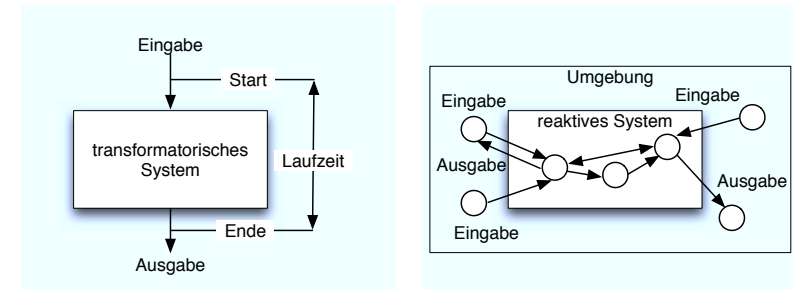 Eingabe
Start
transformatorisches
System
Laufzeit
Ende
Ausgabe
Umgebung
Eingabe
Eingabe
reaktives System
Ausgabe
Ausgabe
Eingabe